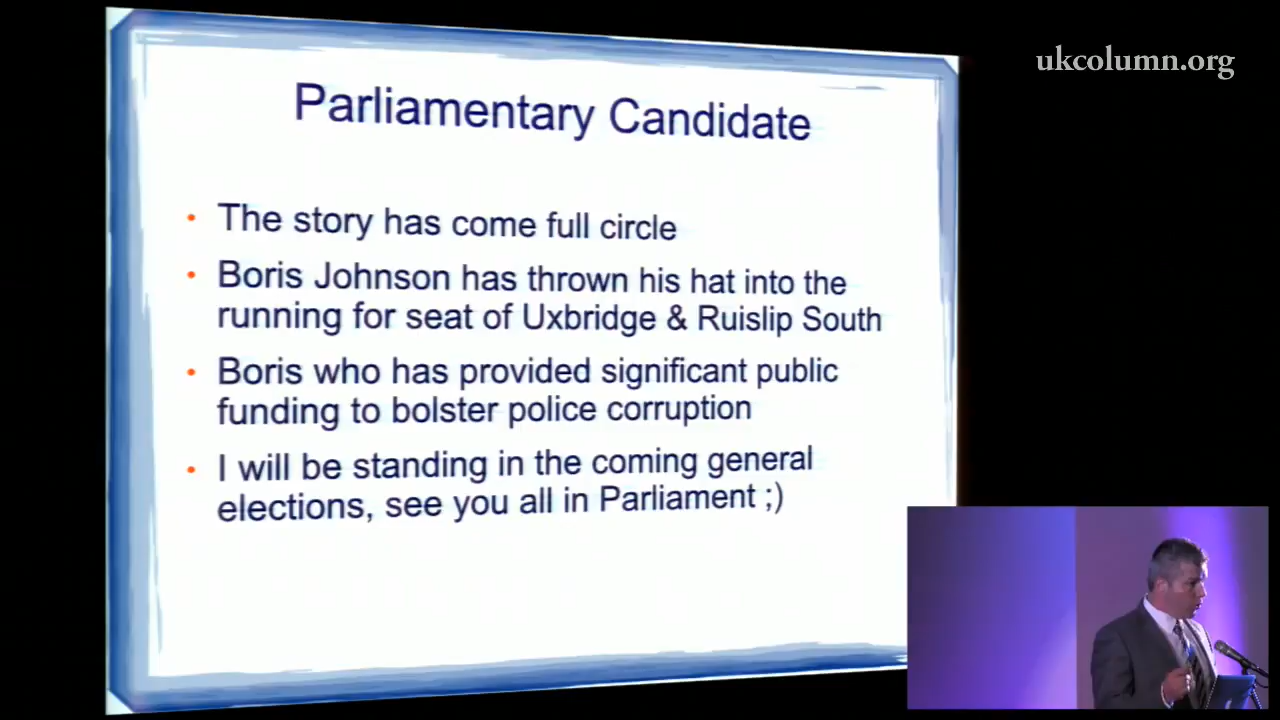 ukcolumn.org
Parliamentary Candidate
• The story has come full circle
• Boris Johnson has thrown his hat into the
running for seat of Uxbridge & Ruislip South
• Boris who has provided significant public
funding to bolster police corruption
• I will be standing in the coming general
elections, see you all in Parliament ;)